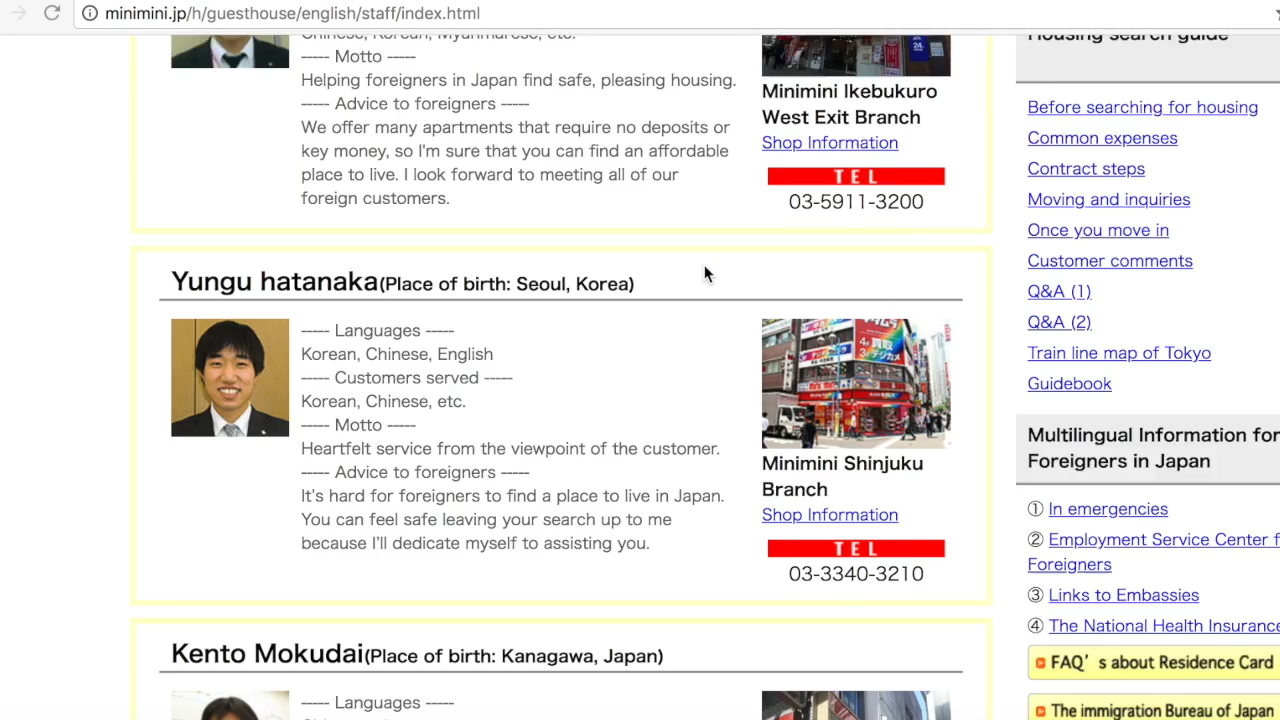 minimini.jp/h/guesthouse/english/staff/index.html
Chinese, Korean, Myanmarese, etc.
----- Motto -----
Helping foreigners in Japan find safe, pleasing housing.
----- Advice to foreigners -----
We offer many apartments that require no deposits or
key money, so I'm sure that you can find an affordable
place to live. I look forward to meeting all of our
foreign customers.
Minimini Ikebukuro
West Exit Branch
Shop Information
TEL
03-5911-3200
Yungu hatanaka(Place of birth: Seoul, Korea)
----- Languages -----
Korean, Chinese, English
----- Customers served -----
Korean, Chinese, etc.
----- Motto -----
Heartfelt service from the viewpoint of the customer.
----- Advice to foreigners -----
It's hard for foreigners to find a place to live in Japan.
You can feel safe leaving your search up to me
because I'll dedicate myself to assisting you.
Minimini Shinjuku
Branch
Shop Information
TEL
03-3340-3210
Kento Mokudai(Place of birth: Kanagawa, Japan)
----- Languages -----
Housing search guide
Before searching for housing
Common expenses
Contract steps
Moving and inquiries
Once you move in
Customer comments
Q&A (1)
Q&A (2)
Train line map of Tokyo
Guidebook
Multilingual Information for
Foreigners in Japan
① In emergencies
② Employment Service Center f
Foreigners
③ Links to Embassies
④ The National Health Insurance
FAQ's about Residence Card
The immigration Bureau of Japan